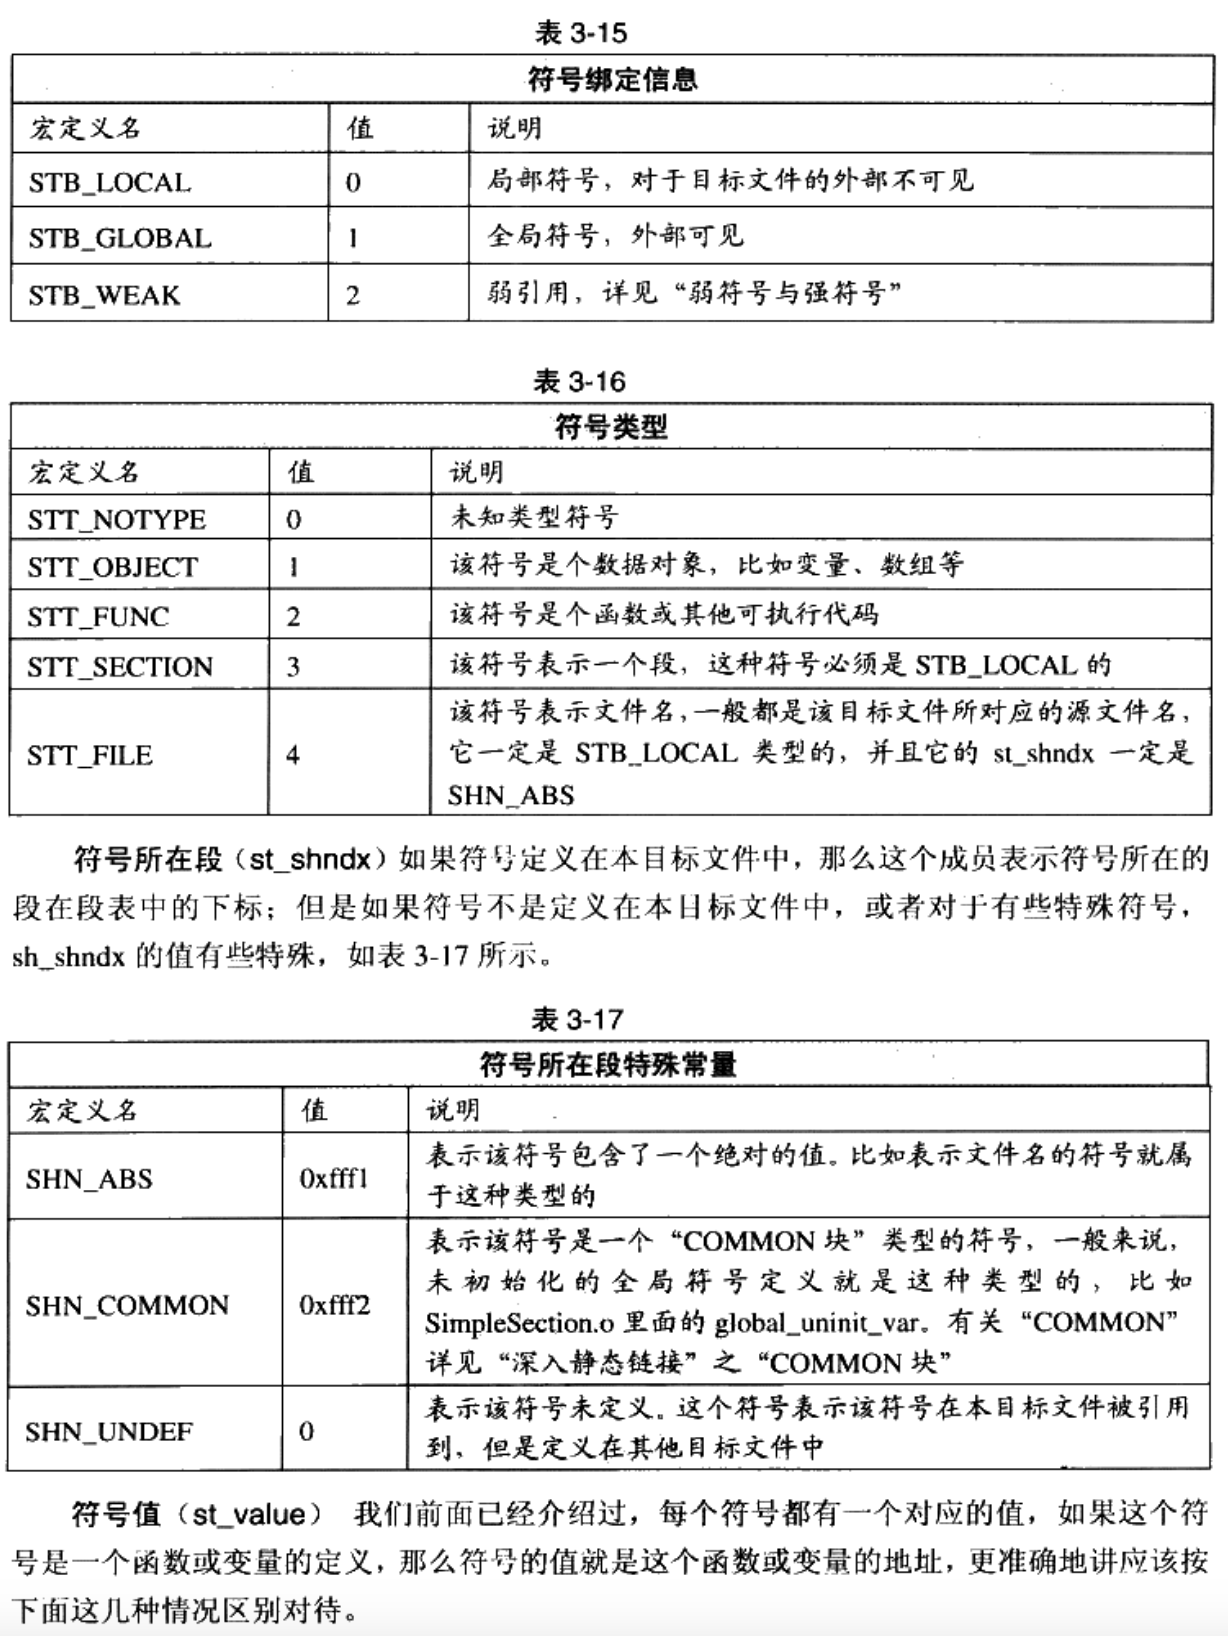 表 3-15
符号绑定信息
宏定义名 值 说明
STB_LOCAL 0 局部符号，对于目标文件的外部不可见
STB_GLOBAL 1 全局符号，外部可见
STB_WEAK 2 弱引用，详见“弱符号与强符号”
表 3-16
符号类型
宏定义名 值 说明
STT_NOTYPE 0 未知类型符号
STT_OBJECT 1 该符号是个数据对象，比如变量、数组等
STT_FUNC 2 该符号是个函数或其他可执行代码
STT_SECTION 3 该符号表示一个段，这种符号必须是 STB_LOCAL 的
STT_FILE 4 该符号表示文件名，一般都是该目标文件所对应的源文件名，
它一定是 STB_LOCAL 类型的，并且它的 st_shndx 一定是
SHN_ABS
符号所在段（st_shndx）如果符号定义在本目标文件中，那么这个成员表示符号所在的
段在段表中的下标；但是如果符号不是定义在本目标文件中，或者对于有些特殊符号，
sh_shndx 的值有些特殊，如表 3-17 所示。
表 3-17
符号所在段特殊常量
宏定义名 值 说明
SHN_ABS 0xfff1 表示该符号包含了一个绝对的值。比如表示文件名的符号就属
于这种类型的
SHN_COMMON 0xfff2 表示该符号是一个“COMMON 块”类型的符号，一般来说，
未初始化的全局符号定义就是这种类型的，比如
SimpleSection.o 里面的 global_uninit_var。有关“COMMON”
详见“深入静态链接”之“COMMON 块”
SHN_UNDEF 0 表示该符号未定义。这个符号表示该符号在本目标文件被引用
到，但是定义在其他目标文件中
符号值（st_value） 我们前面已经介绍过，每个符号都有一个对应的值，如果这个符
号是一个函数或变量的定义，那么符号的值就是这个函数或变量的地址，更准确地讲应该按
下面这几种情况区别对待。